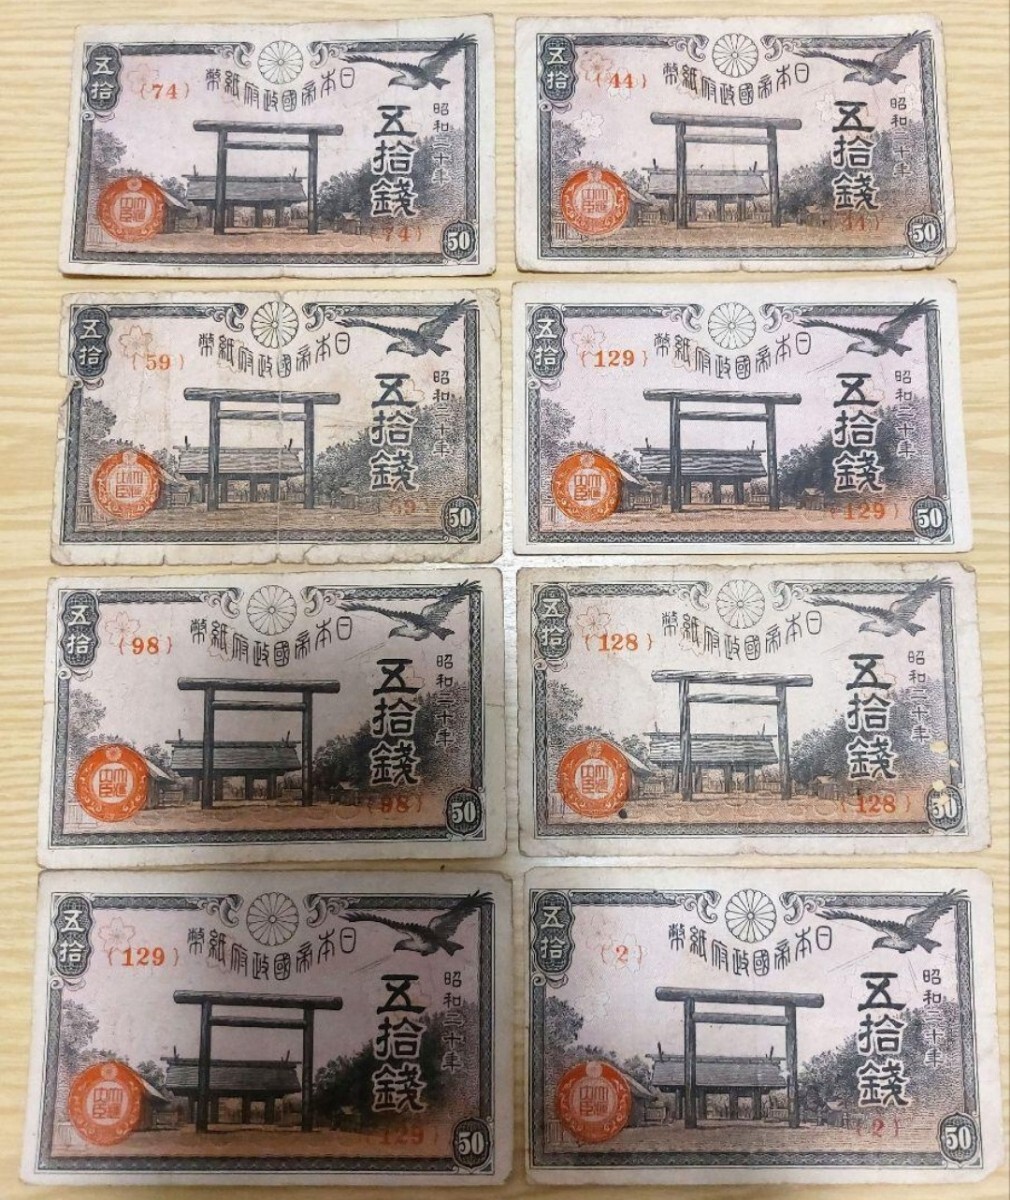 五拾
{74}
日本帝國政府紙幣
昭和二十年
五拾錢
{74}
50
五拾
{44}
日本帝國政府紙幣
昭和二十年
五拾錢
{44}
50
五拾
{59}
日本帝國政府紙幣
昭和二十年
五拾錢
59
50
五拾
{129}
日本帝國政府紙幣
昭和二十年
五拾錢
{129}
50
五拾
{98}
日本帝國政府紙幣
昭和二十年
五拾錢
{98}
50
五拾
{128}
日本帝國政府紙幣
昭和二十年
五拾錢
{128}
50
五拾
{129}
日本帝國政府紙幣
昭和二十年
五拾錢
{129}
50
五拾
{2}
日本帝國政府紙幣
昭和二十年
五拾錢
{2}
50